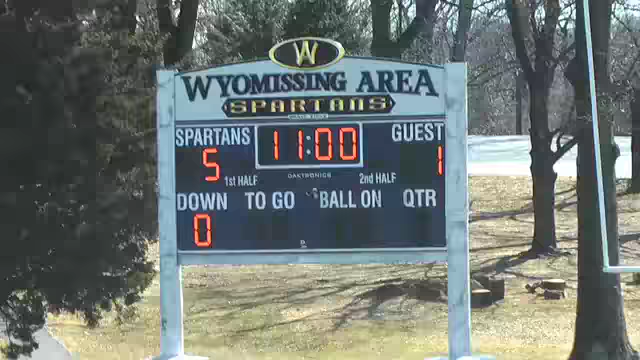 W
WYOMISSING AREA
SPARTANS
SPARTANS 11:00 GUEST
5 1
1st HALF DAKTRONICS 2nd HALF
DOWN TO GO BALL ON QTR
0